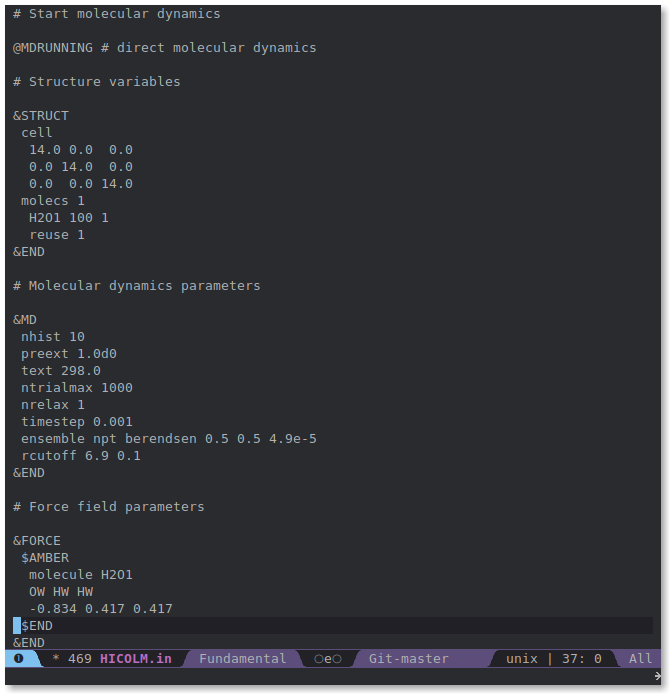 # Start molecular dynamics

@MDRUNNING # direct molecular dynamics

# Structure variables

&STRUCT
 cell
  14.0 0.0  0.0
  0.0 14.0  0.0
  0.0  0.0 14.0
 molecs 1
  H2O1 100 1
  reuse 1
&END

# Molecular dynamics parameters

&MD
 nhist 10
 preext 1.0d0
 text 298.0
 ntrialmax 1000
 nrelax 1
 timestep 0.001
 ensemble npt berendsen 0.5 0.5 4.9e-5
 rcutoff 6.9 0.1
&END

# Force field parameters

&FORCE
 $AMBER
  molecule H2O1
  OW HW HW
  -0.834 0.417 0.417
 $END
&END
❶ * 469 HICOLM.in Fundamental ○e○ Git-master unix | 37: 0 All